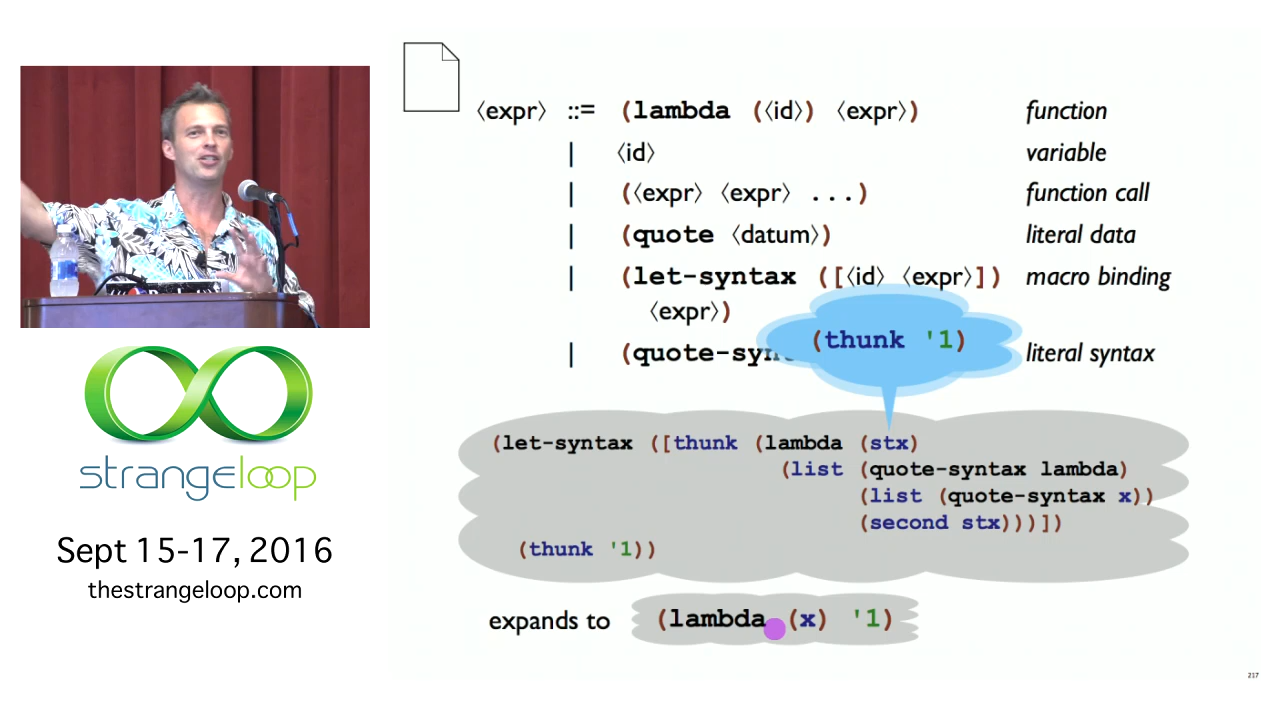 ⟨expr⟩ ::= (lambda (⟨id⟩) ⟨expr⟩) function
| ⟨id⟩ variable
| (⟨expr⟩ ⟨expr⟩ ...) function call
| (quote ⟨datum⟩) literal data
| (let-syntax ([⟨id⟩ ⟨expr⟩]) macro binding
⟨expr⟩)
(thunk '1)
| (quote-syn literal syntax
(let-syntax ([thunk (lambda (stx)
(list (quote-syntax lambda)
(list (quote-syntax x))
(second stx)))])
(thunk '1))
expands to (lambda (x) '1)
217
strangeloop
Sept 15-17, 2016
thestrangeloop.com